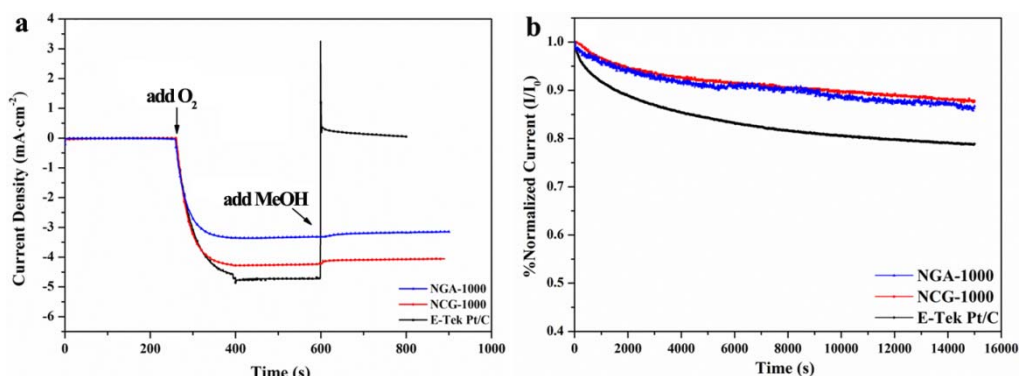 a
Current Density (mA·cm⁻²)
4
3
2
1
0
-1
-2
-3
-4
-5
-6
add O₂
add MeOH
NGA-1000
NCG-1000
E-Tek Pt/C
0 200 400 600 800 1000
Time (s)
b
%Normalized Current (I/I₀)
1.0
0.9
0.8
0.7
0.6
0.5
0.4
NGA-1000
NCG-1000
E-Tek Pt/C
0 2000 4000 6000 8000 10000 12000 14000 16000
Time (s)